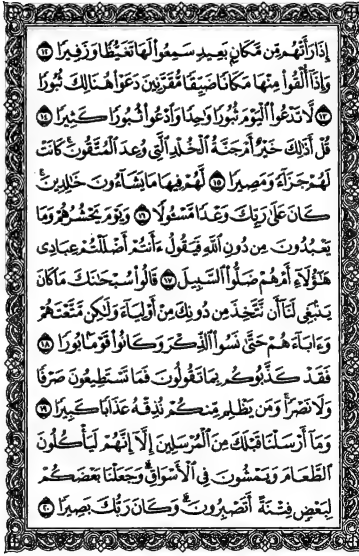 إِذَا رَأَتْهُم مِّن مَّكَانٍ بَعِيدٍ سَمِعُوا۟ لَهَا تَغَيُّظًا وَزَفِيرًا ١٢
وَإِذَآ أُلْقُوا۟ مِنْهَا مَكَانًا ضَيِّقًا مُّقَرَّنِينَ دَعَوْا۟ هُنَالِكَ ثُبُورًا
١٣ لَّا تَدْعُوا۟ ٱلْيَوْمَ ثُبُورًا وَٰحِدًا وَٱدْعُوا۟ ثُبُورًا كَثِيرًا ١٤
قُلْ أَذَٰلِكَ خَيْرٌ أَمْ جَنَّةُ ٱلْخُلْدِ ٱلَّتِى وُعِدَ ٱلْمُتَّقُونَ ۚ كَانَتْ
لَهُمْ جَزَآءً وَمَصِيرًا ١٥ لَّهُمْ فِيهَا مَا يَشَآءُونَ خَٰلِدِينَ ۚ
كَانَ عَلَىٰ رَبِّكَ وَعْدًا مَّسْـُٔولًا ١٦ وَيَوْمَ يَحْشُرُهُمْ وَمَا
يَعْبُدُونَ مِن دُونِ ٱللَّهِ فَيَقُولُ ءَأَنتُمْ أَضْلَلْتُمْ عِبَادِى
هَٰٓؤُلَآءِ أَمْ هُمْ ضَلُّوا۟ ٱلسَّبِيلَ ١٧ قَالُوا۟ سُبْحَٰنَكَ مَا كَانَ
يَنۢبَغِى لَنَآ أَن نَّتَّخِذَ مِن دُونِكَ مِنْ أَوْلِيَآءَ وَلَٰكِن مَّتَّعْتَهُمْ
وَءَابَآءَهُمْ حَتَّىٰ نَسُوا۟ ٱلذِّكْرَ وَكَانُوا۟ قَوْمًۢا بُورًا ١٨
فَقَدْ كَذَّبُوكُم بِمَا تَقُولُونَ فَمَا تَسْتَطِيعُونَ صَرْفًا
وَلَا نَصْرًا ۚ وَمَن يَظْلِم مِّنكُمْ نُذِقْهُ عَذَابًا كَبِيرًا ١٩
وَمَآ أَرْسَلْنَا قَبْلَكَ مِنَ ٱلْمُرْسَلِينَ إِلَّآ إِنَّهُمْ لَيَأْكُلُونَ
ٱلطَّعَامَ وَيَمْشُونَ فِى ٱلْأَسْوَاقِ ۗ وَجَعَلْنَا بَعْضَكُمْ
لِبَعْضٍ فِتْنَةً أَتَصْبِرُونَ ۗ وَكَانَ رَبُّكَ بَصِيرًا ٢٠